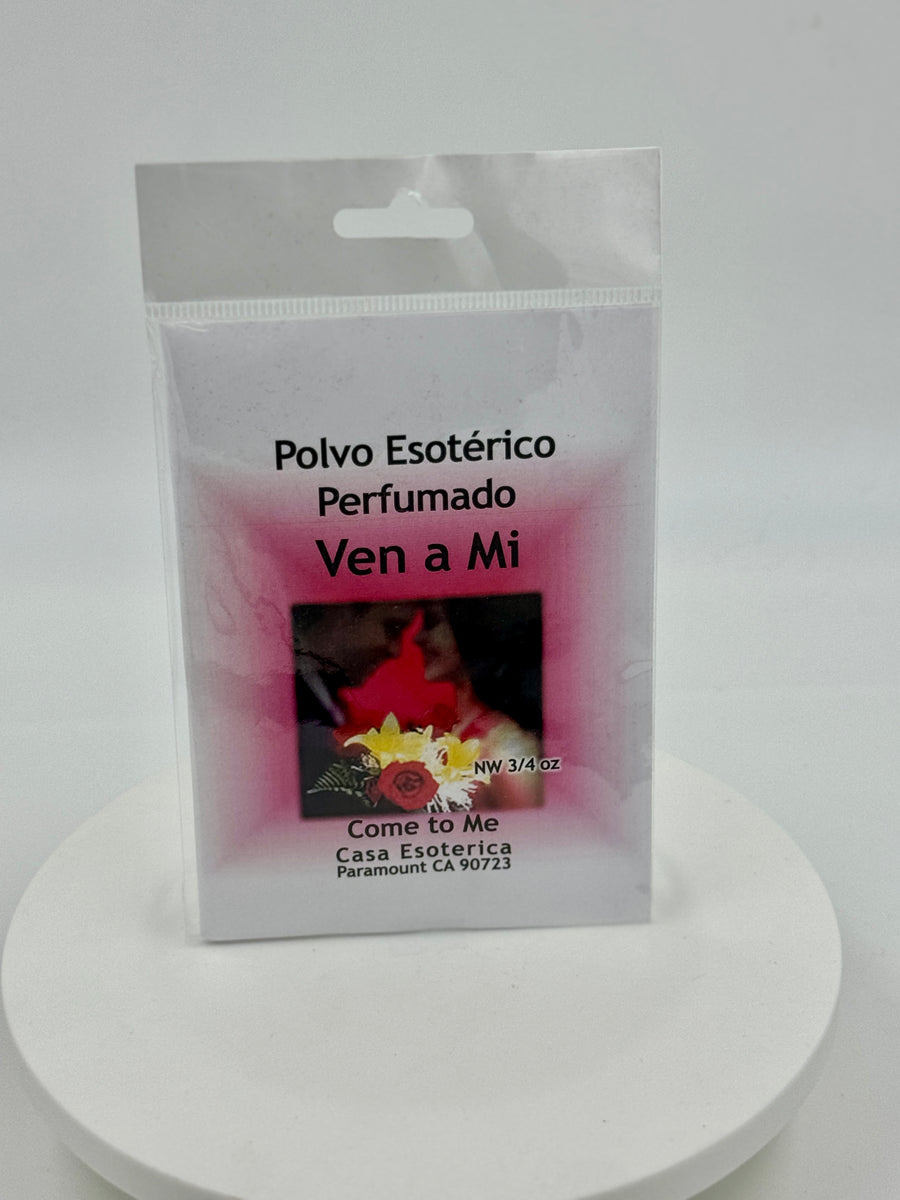 Polvo Esotérico
Perfumado
Ven a Mi
NW 3/4 oz
Come to Me
Casa Esoterica
Paramount CA 90723